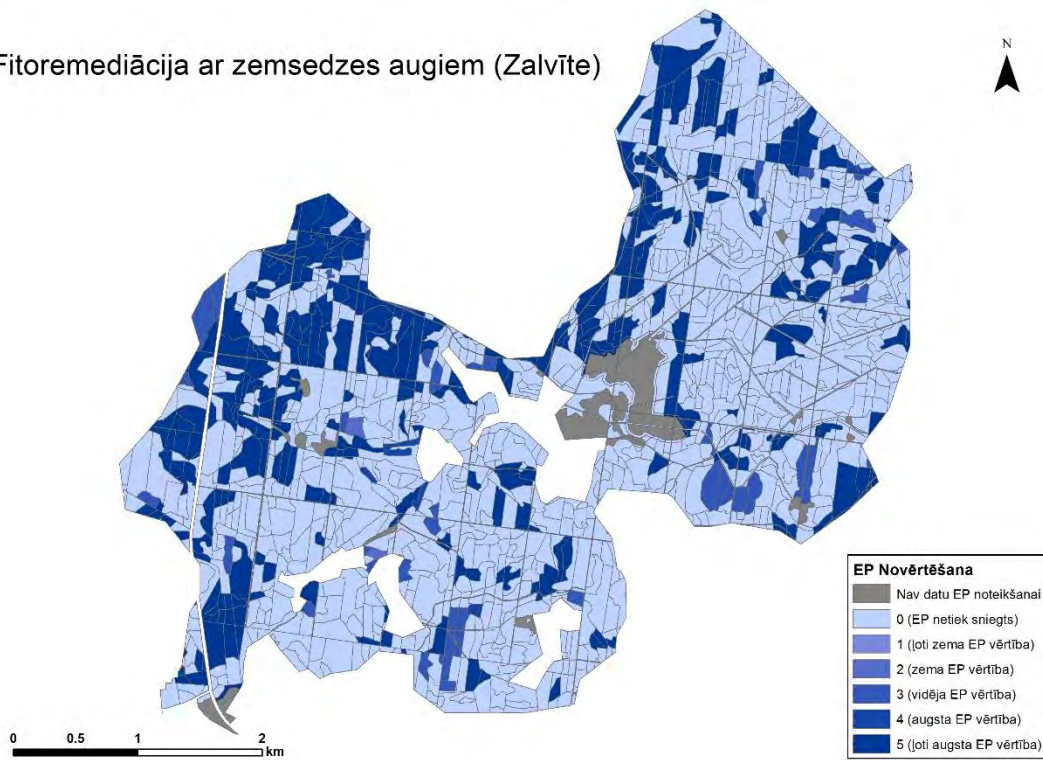 Fitoremediācija ar zemsedzes augiem (Zalvīte)
N
EP Novērtēšana
Nav datu EP noteikšanai
0 (EP netiek sniegts)
1 (ļoti zema EP vērtība)
2 (zema EP vērtība)
3 (vidēja EP vērtība)
4 (augsta EP vērtība)
5 (ļoti augsta EP vērtība)
0 0.5 1 2
km